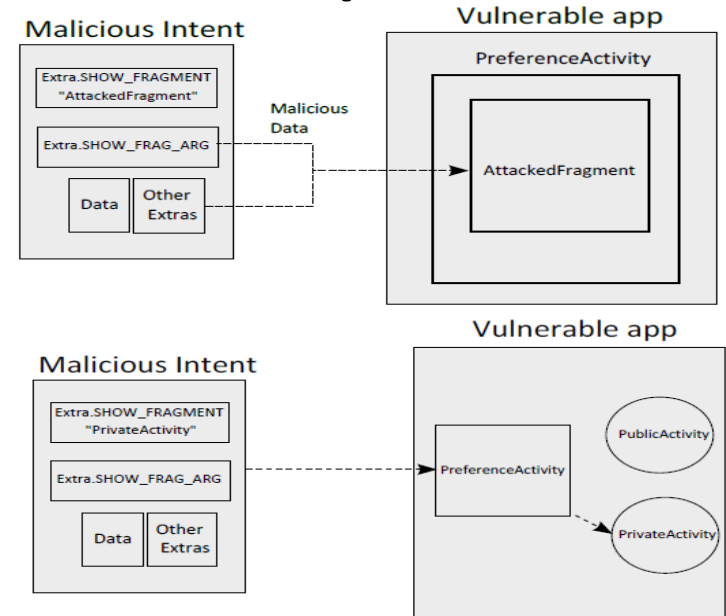 Malicious Intent
Extra.SHOW_FRAGMENT
"AttackedFragment"
Extra.SHOW_FRAG_ARG
Data
Other
Extras
Malicious
Data
Vulnerable app
PreferenceActivity
AttackedFragment
Malicious Intent
Extra.SHOW_FRAGMENT
"PrivateActivity"
Extra.SHOW_FRAG_ARG
Data
Other
Extras
Vulnerable app
PreferenceActivity
PublicActivity
PrivateActivity